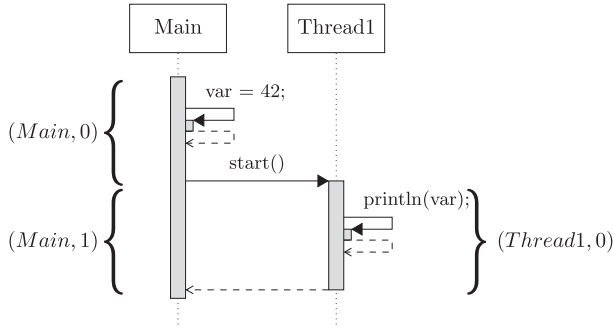 Main
Thread1
var = 42;
(Main, 0)
start()
println(var);
(Main, 1)
(Thread1, 0)